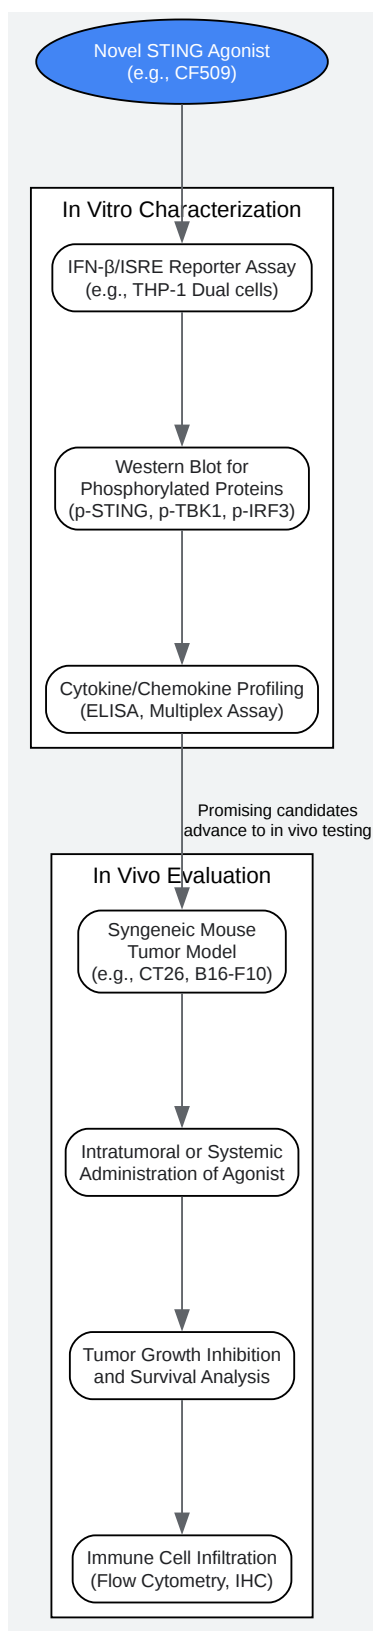 Novel STING Agonist
(e.g., CF509)
In Vitro Characterization
IFN-β/ISRE Reporter Assay
(e.g., THP-1 Dual cells)
Western Blot for
Phosphorylated Proteins
(p-STING, p-TBK1, p-IRF3)
Cytokine/Chemokine Profiling
(ELISA, Multiplex Assay)
Promising candidates
advance to in vivo testing
In Vivo Evaluation
Syngeneic Mouse
Tumor Model
(e.g., CT26, B16-F10)
Intratumoral or Systemic
Administration of Agonist
Tumor Growth Inhibition
and Survival Analysis
Immune Cell Infiltration
(Flow Cytometry, IHC)